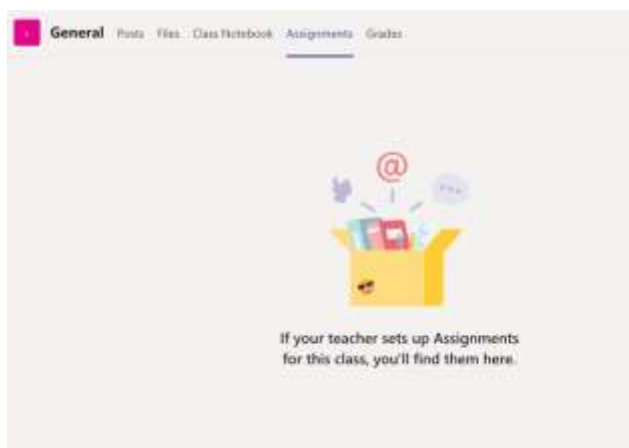 General Posts Files Class Notebook Assignments Grades
@
If your teacher sets up Assignments
for this class, you'll find them here.